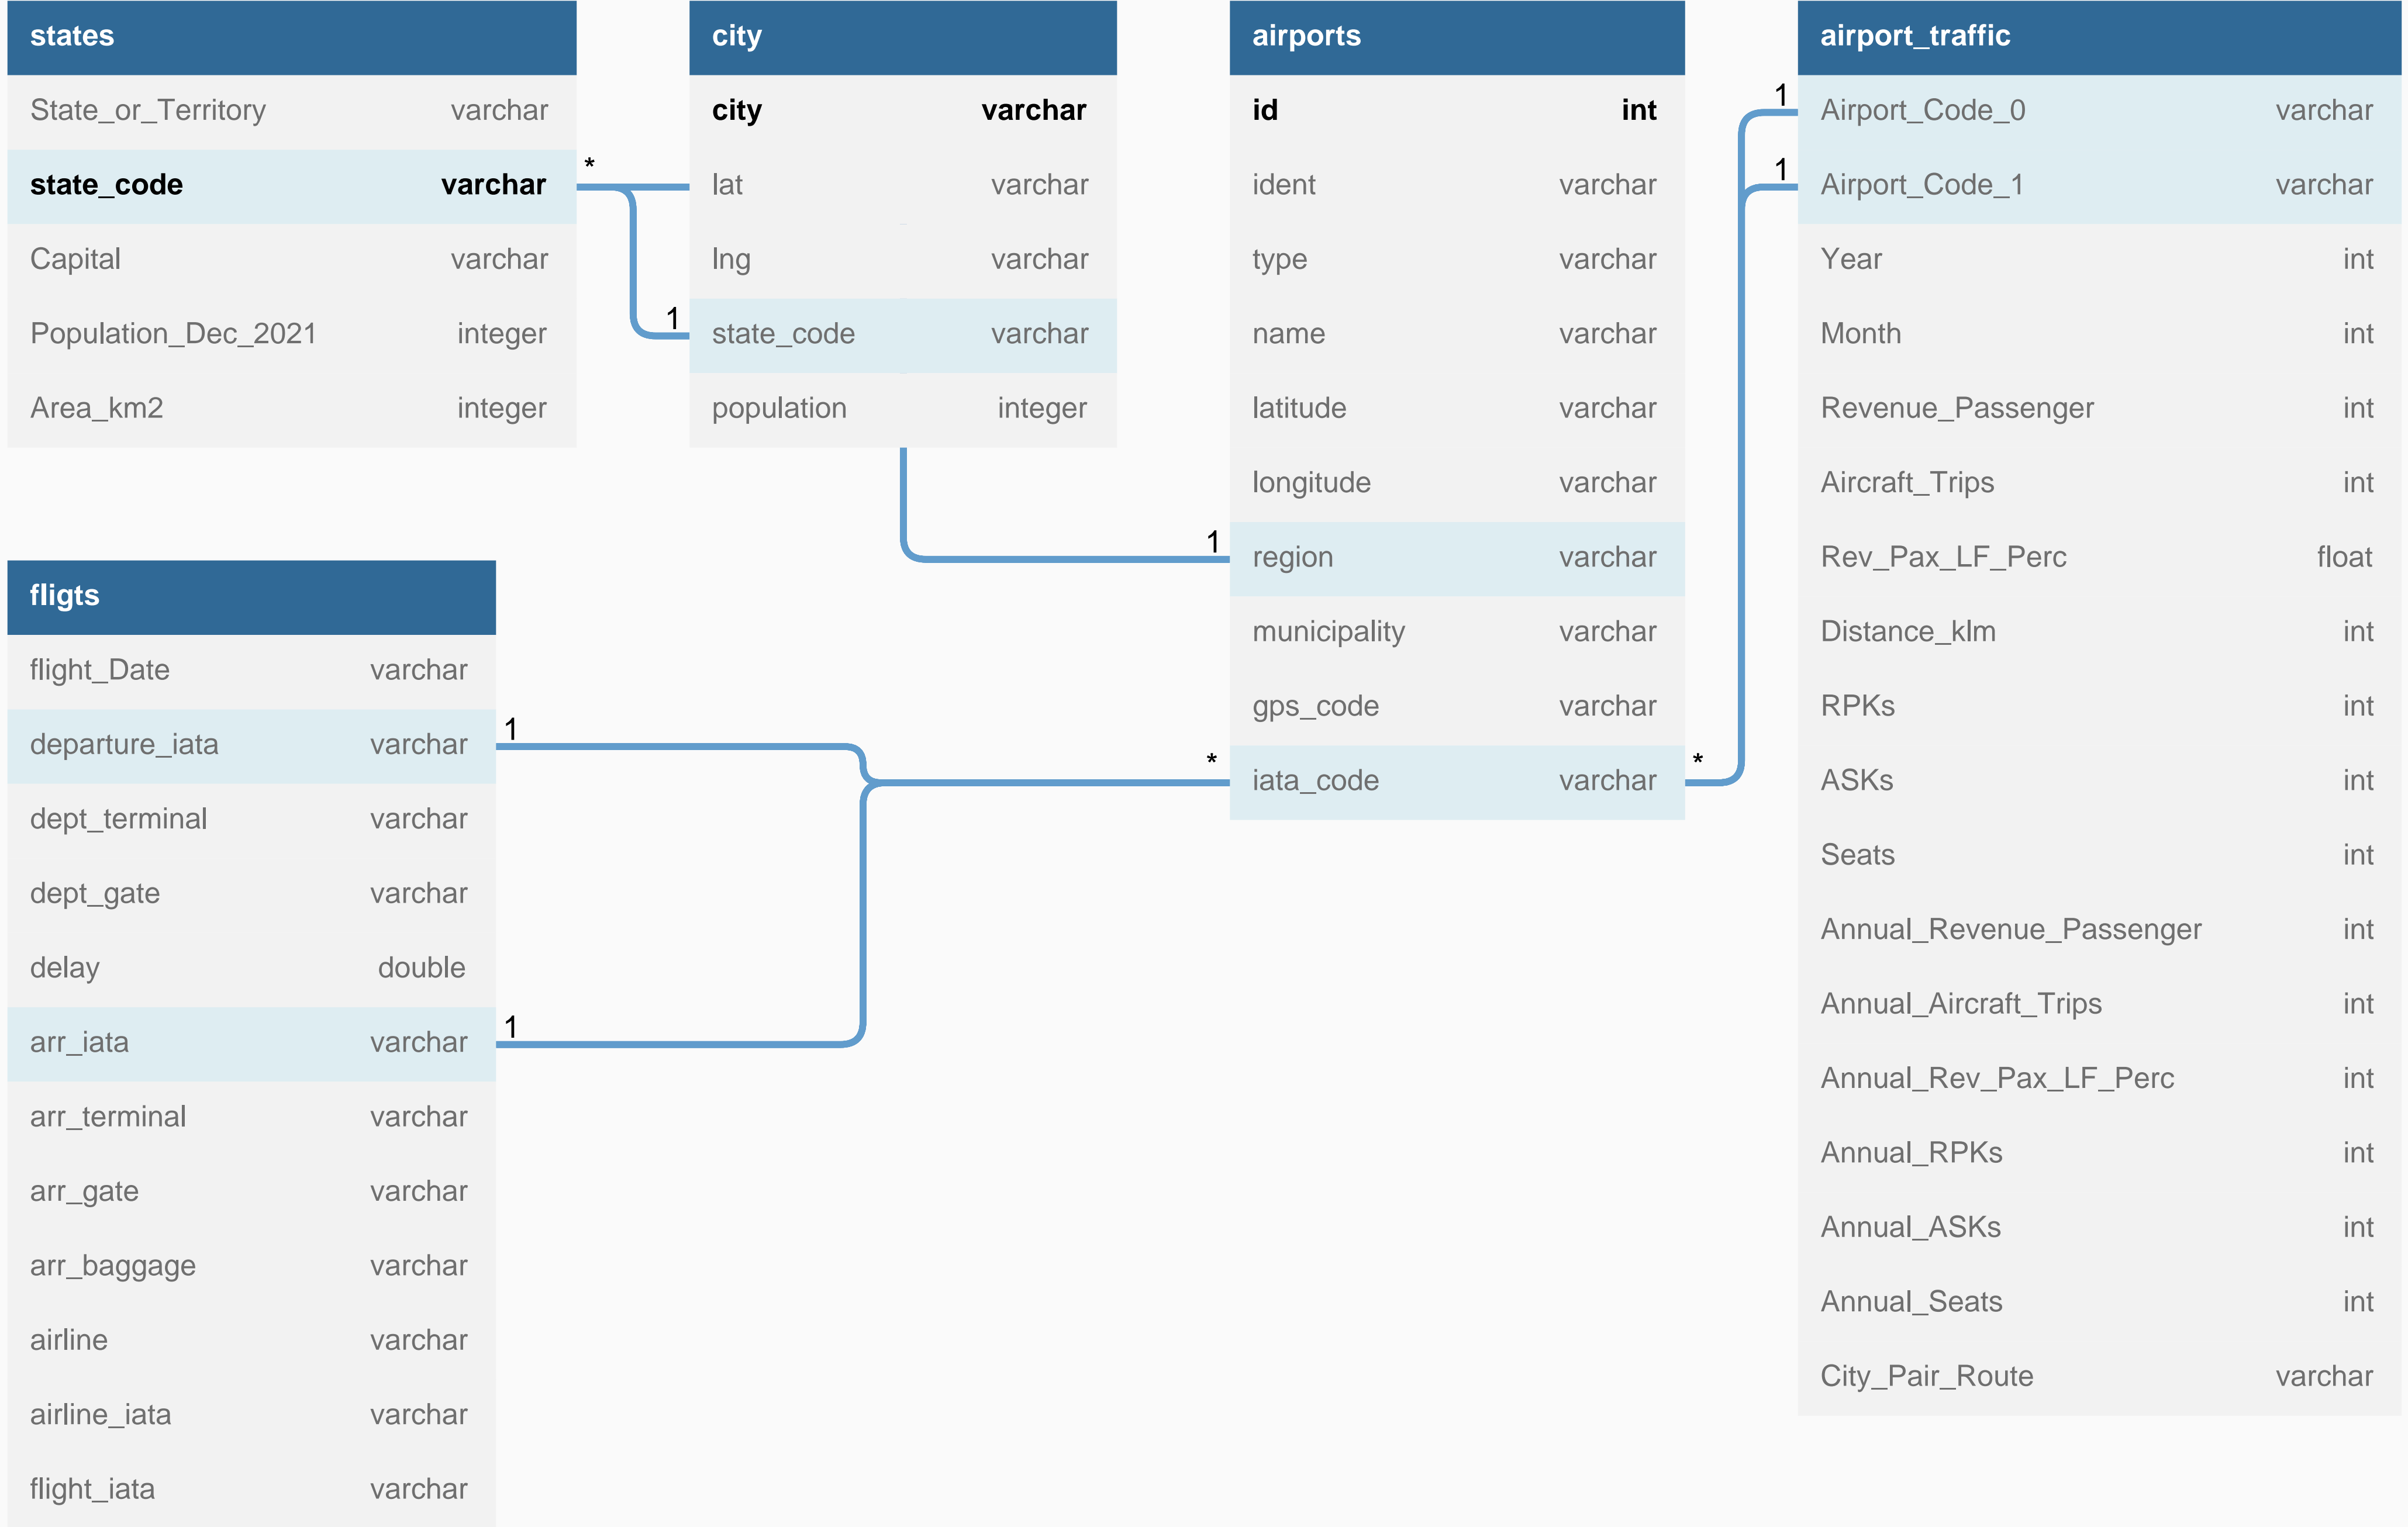 states
State_or_Territory varchar
state_code varchar
Capital varchar
Population_Dec_2021 integer
Area_km2 integer
*
1
city
city varchar
lat varchar
lng varchar
state_code varchar
population integer
airports
id int
ident varchar
type varchar
name varchar
latitude varchar
longitude varchar
1
region varchar
municipality varchar
gps_code varchar
*
iata_code varchar
*
1
1
airport_traffic
Airport_Code_0 varchar
Airport_Code_1 varchar
Year int
Month int
Revenue_Passenger int
Aircraft_Trips int
Rev_Pax_LF_Perc float
Distance_klm int
RPKs int
ASKs int
Seats int
Annual_Revenue_Passenger int
Annual_Aircraft_Trips int
Annual_Rev_Pax_LF_Perc int
Annual_RPKs int
Annual_ASKs int
Annual_Seats int
City_Pair_Route varchar
fligts
flight_Date varchar
departure_iata varchar
1
dept_terminal varchar
dept_gate varchar
delay double
arr_iata varchar
1
arr_terminal varchar
arr_gate varchar
arr_baggage varchar
airline varchar
airline_iata varchar
flight_iata varchar